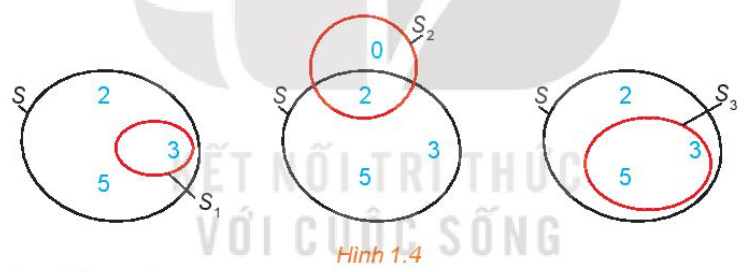 S 2 3 5 S₁
S₂ 0 S 2 3 5
S 2 S₃ 3 5
KẾT NỐI TRI THỨC
VỚI CUỘC SỐNG
Hình 1.4